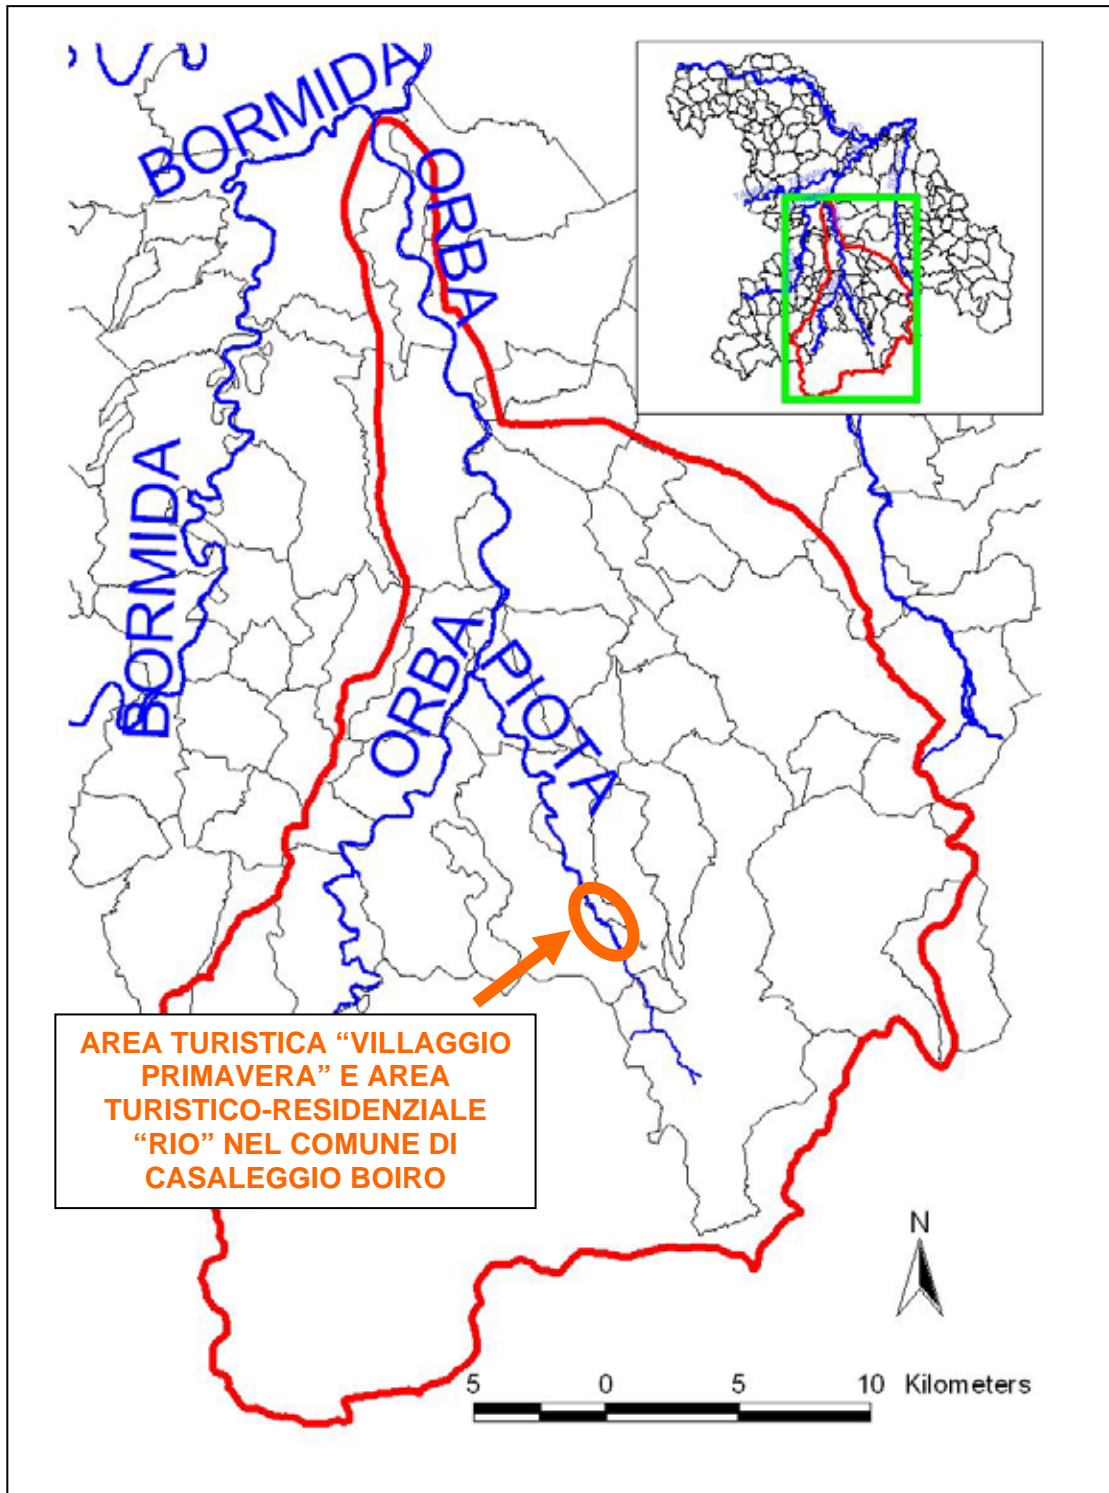 BORMIDA
ORBA
BORMIDA
ORBA
PIOTA
AREA TURISTICA “VILLAGGIO
PRIMAVERA” E AREA
TURISTICO-RESIDENZIALE
“RIO” NEL COMUNE DI
CASALEGGIO BOIRO
N
5 0 5 10 Kilometers